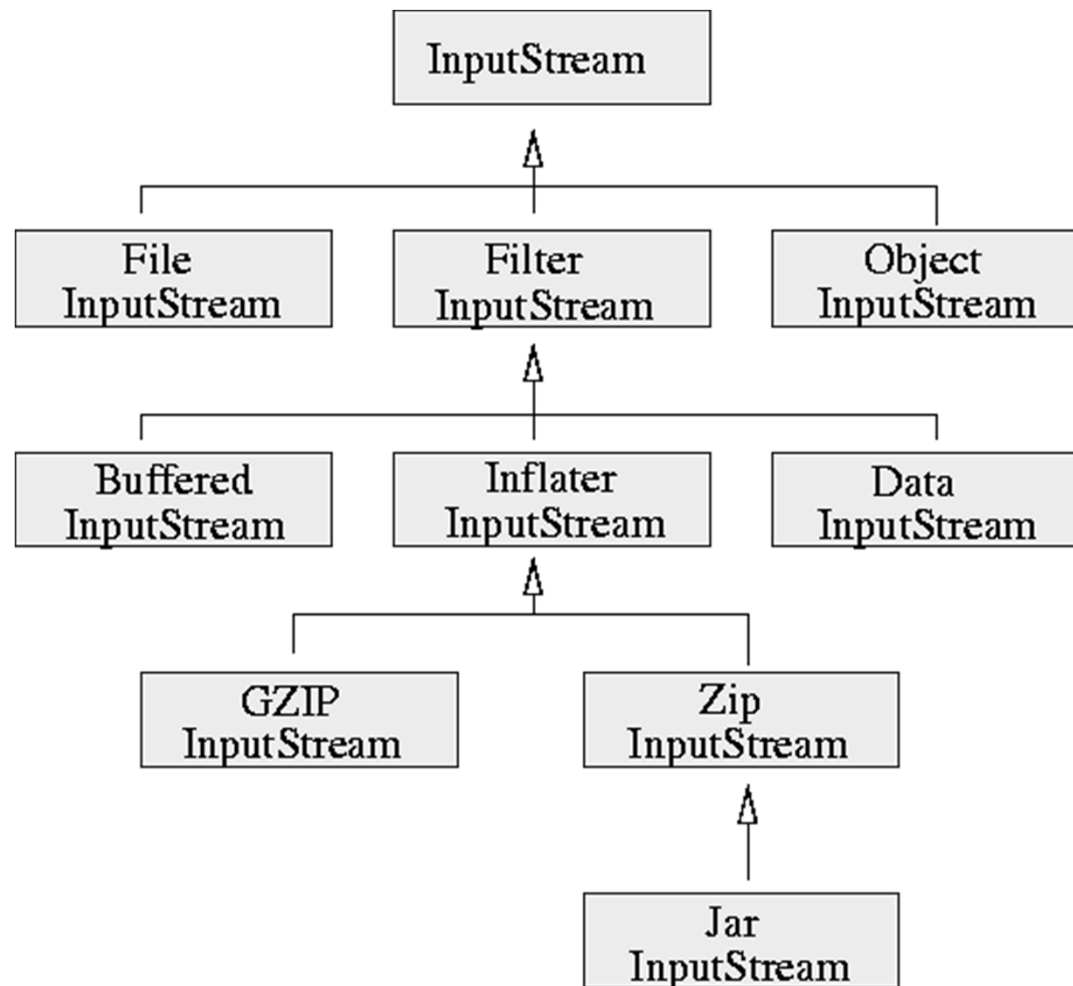 InputStream
File
InputStream
Filter
InputStream
Object
InputStream
Buffered
InputStream
Inflater
InputStream
Data
InputStream
GZIP
InputStream
Zip
InputStream
Jar
InputStream